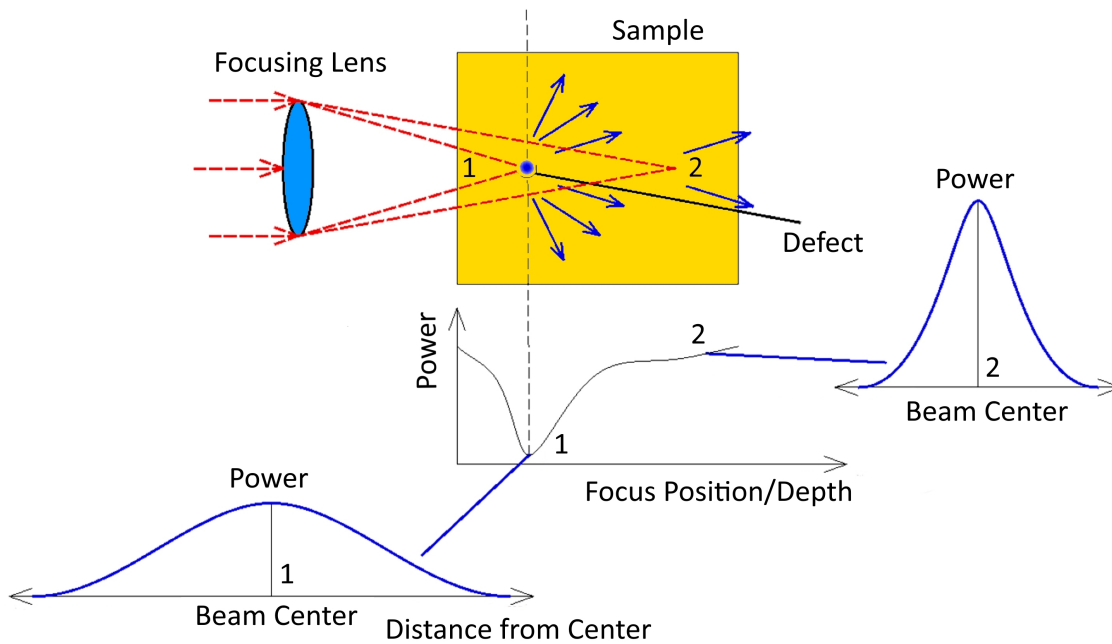 Sample
Focusing Lens
1
2
Defect
Power
Power
2
1
2
Beam Center
Focus Position/Depth
Power
1
Beam Center
Distance from Center